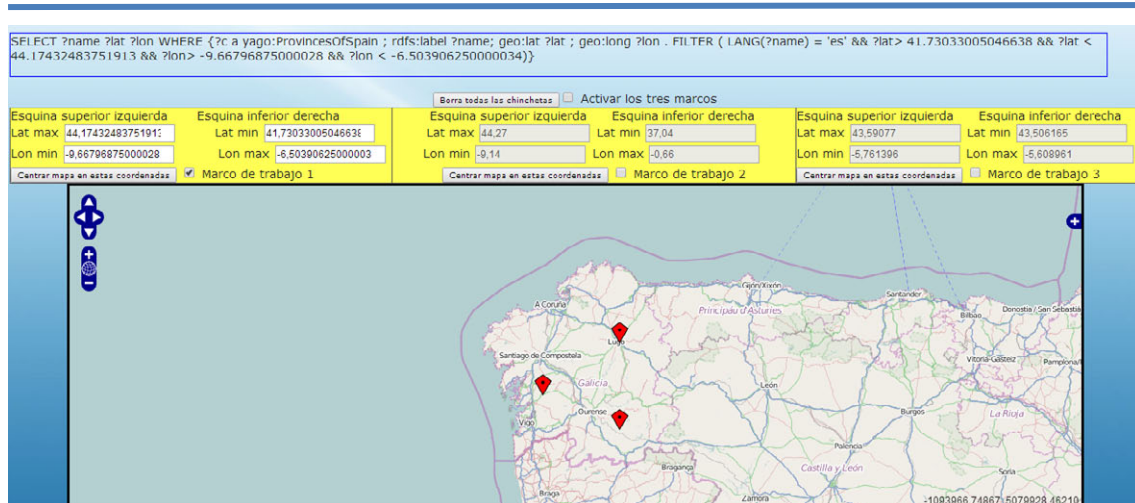 SELECT ?name ?lat ?lon WHERE {?c a yago:ProvincesOfSpain ; rdfs:label ?name; geo:lat ?lat ; geo:long ?lon . FILTER ( LANG(?name) = 'es' && ?lat> 41.73033005046638 && ?lat <
44.17432483751913 && ?lon> -9.66796875000028 && ?lon < -6.503906250000034)}
Borra todas las chinchetas Activar los tres marcos
Esquina superior izquierda Esquina inferior derecha Esquina superior izquierda Esquina inferior derecha Esquina superior izquierda Esquina inferior derecha
Lat max 44,17432483751913 Lat min 41,73033005046638 Lat max 44,27 Lat min 37,04 Lat max 43,59077 Lat min 43,506165
Lon min -9,66796875000028 Lon max -6,50390625000003 Lon min -9,14 Lon max -0,66 Lon min -5,761396 Lon max -5,608961
Centrar mapa en estas coordenadas Marco de trabajo 1 Centrar mapa en estas coordenadas Marco de trabajo 2 Centrar mapa en estas coordenadas Marco de trabajo 3
Gijón/Xixón
Santander
A Coruña
Principáu d'Asturies
Bilbao
Donostia / San Sebastiá
Lugo
Santiago de Compostela
Vitoria-Gasteiz
Pamplona/I
Galicia
León
Ourense
Burgos
La Rioja
Vigo
Palencia
Bragança
Castilla y León
Soria
Braga
Zamora